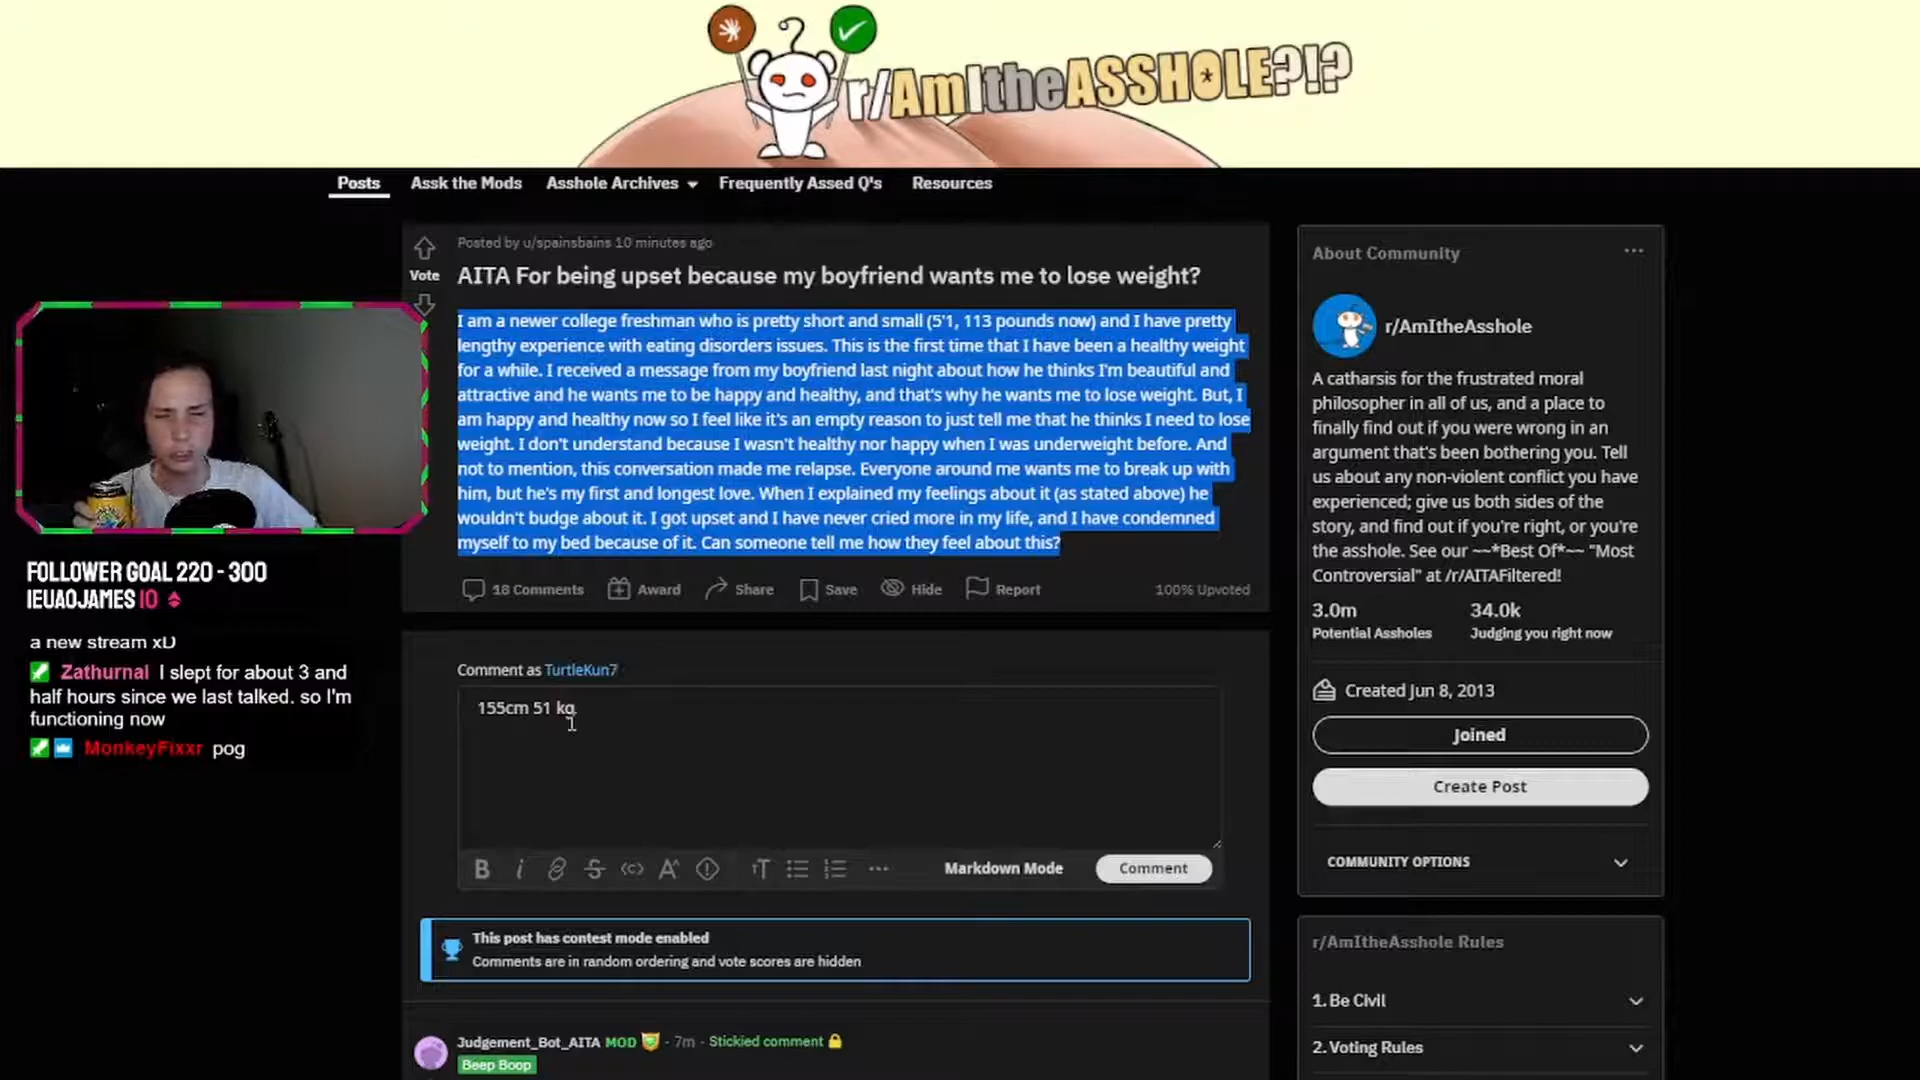 r/AmItheASSHOLE?!?
Posts
Assk the Mods
Asshole Archives
Frequently Assed Q's
Resources
Vote
Posted by u/spainsbains 10 minutes ago
AITA For being upset because my boyfriend wants me to lose weight?
I am a newer college freshman who is pretty short and small (5'1, 113 pounds now) and I have pretty
lengthy experience with eating disorders issues. This is the first time that I have been a healthy weight
for a while. I received a message from my boyfriend last night about how he thinks I'm beautiful and
attractive and he wants me to be happy and healthy, and that's why he wants me to lose weight. But, I
am happy and healthy now so I feel like it's an empty reason to just tell me that he thinks I need to lose
weight. I don't understand because I wasn't healthy nor happy when I was underweight before. And
not to mention, this conversation made me relapse. Everyone around me wants me to break up with
him, but he's my first and longest love. When I explained my feelings about it (as stated above) he
wouldn't budge about it. I got upset and I have never cried more in my life, and I have condemned
myself to my bed because of it. Can someone tell me how they feel about this?
18 Comments
Award
Share
Save
Hide
Report
100% Upvoted
FOLLOWER GOAL 220 - 300
IEUAOJAMES 10
a new stream xD
Zathurnal I slept for about 3 and
half hours since we last talked. so I'm
functioning now
MonkeyFixxr pog
Comment as TurtleKun7
155cm 51 kg
Markdown Mode
Comment
This post has contest mode enabled
Comments are in random ordering and vote scores are hidden
Judgement_Bot_AITA MOD · 7m · Stickied comment
Beep Boop
About Community
r/AmItheAsshole
A catharsis for the frustrated moral
philosopher in all of us, and a place to
finally find out if you were wrong in an
argument that's been bothering you. Tell
us about any non-violent conflict you have
experienced; give us both sides of the
story, and find out if you're right, or you're
the asshole. See our ~~*Best Of*~~ "Most
Controversial" at /r/AITAFiltered!
3.0m
Potential Assholes
34.0k
Judging you right now
Created Jun 8, 2013
Joined
Create Post
COMMUNITY OPTIONS
r/AmItheAsshole Rules
1. Be Civil
2. Voting Rules